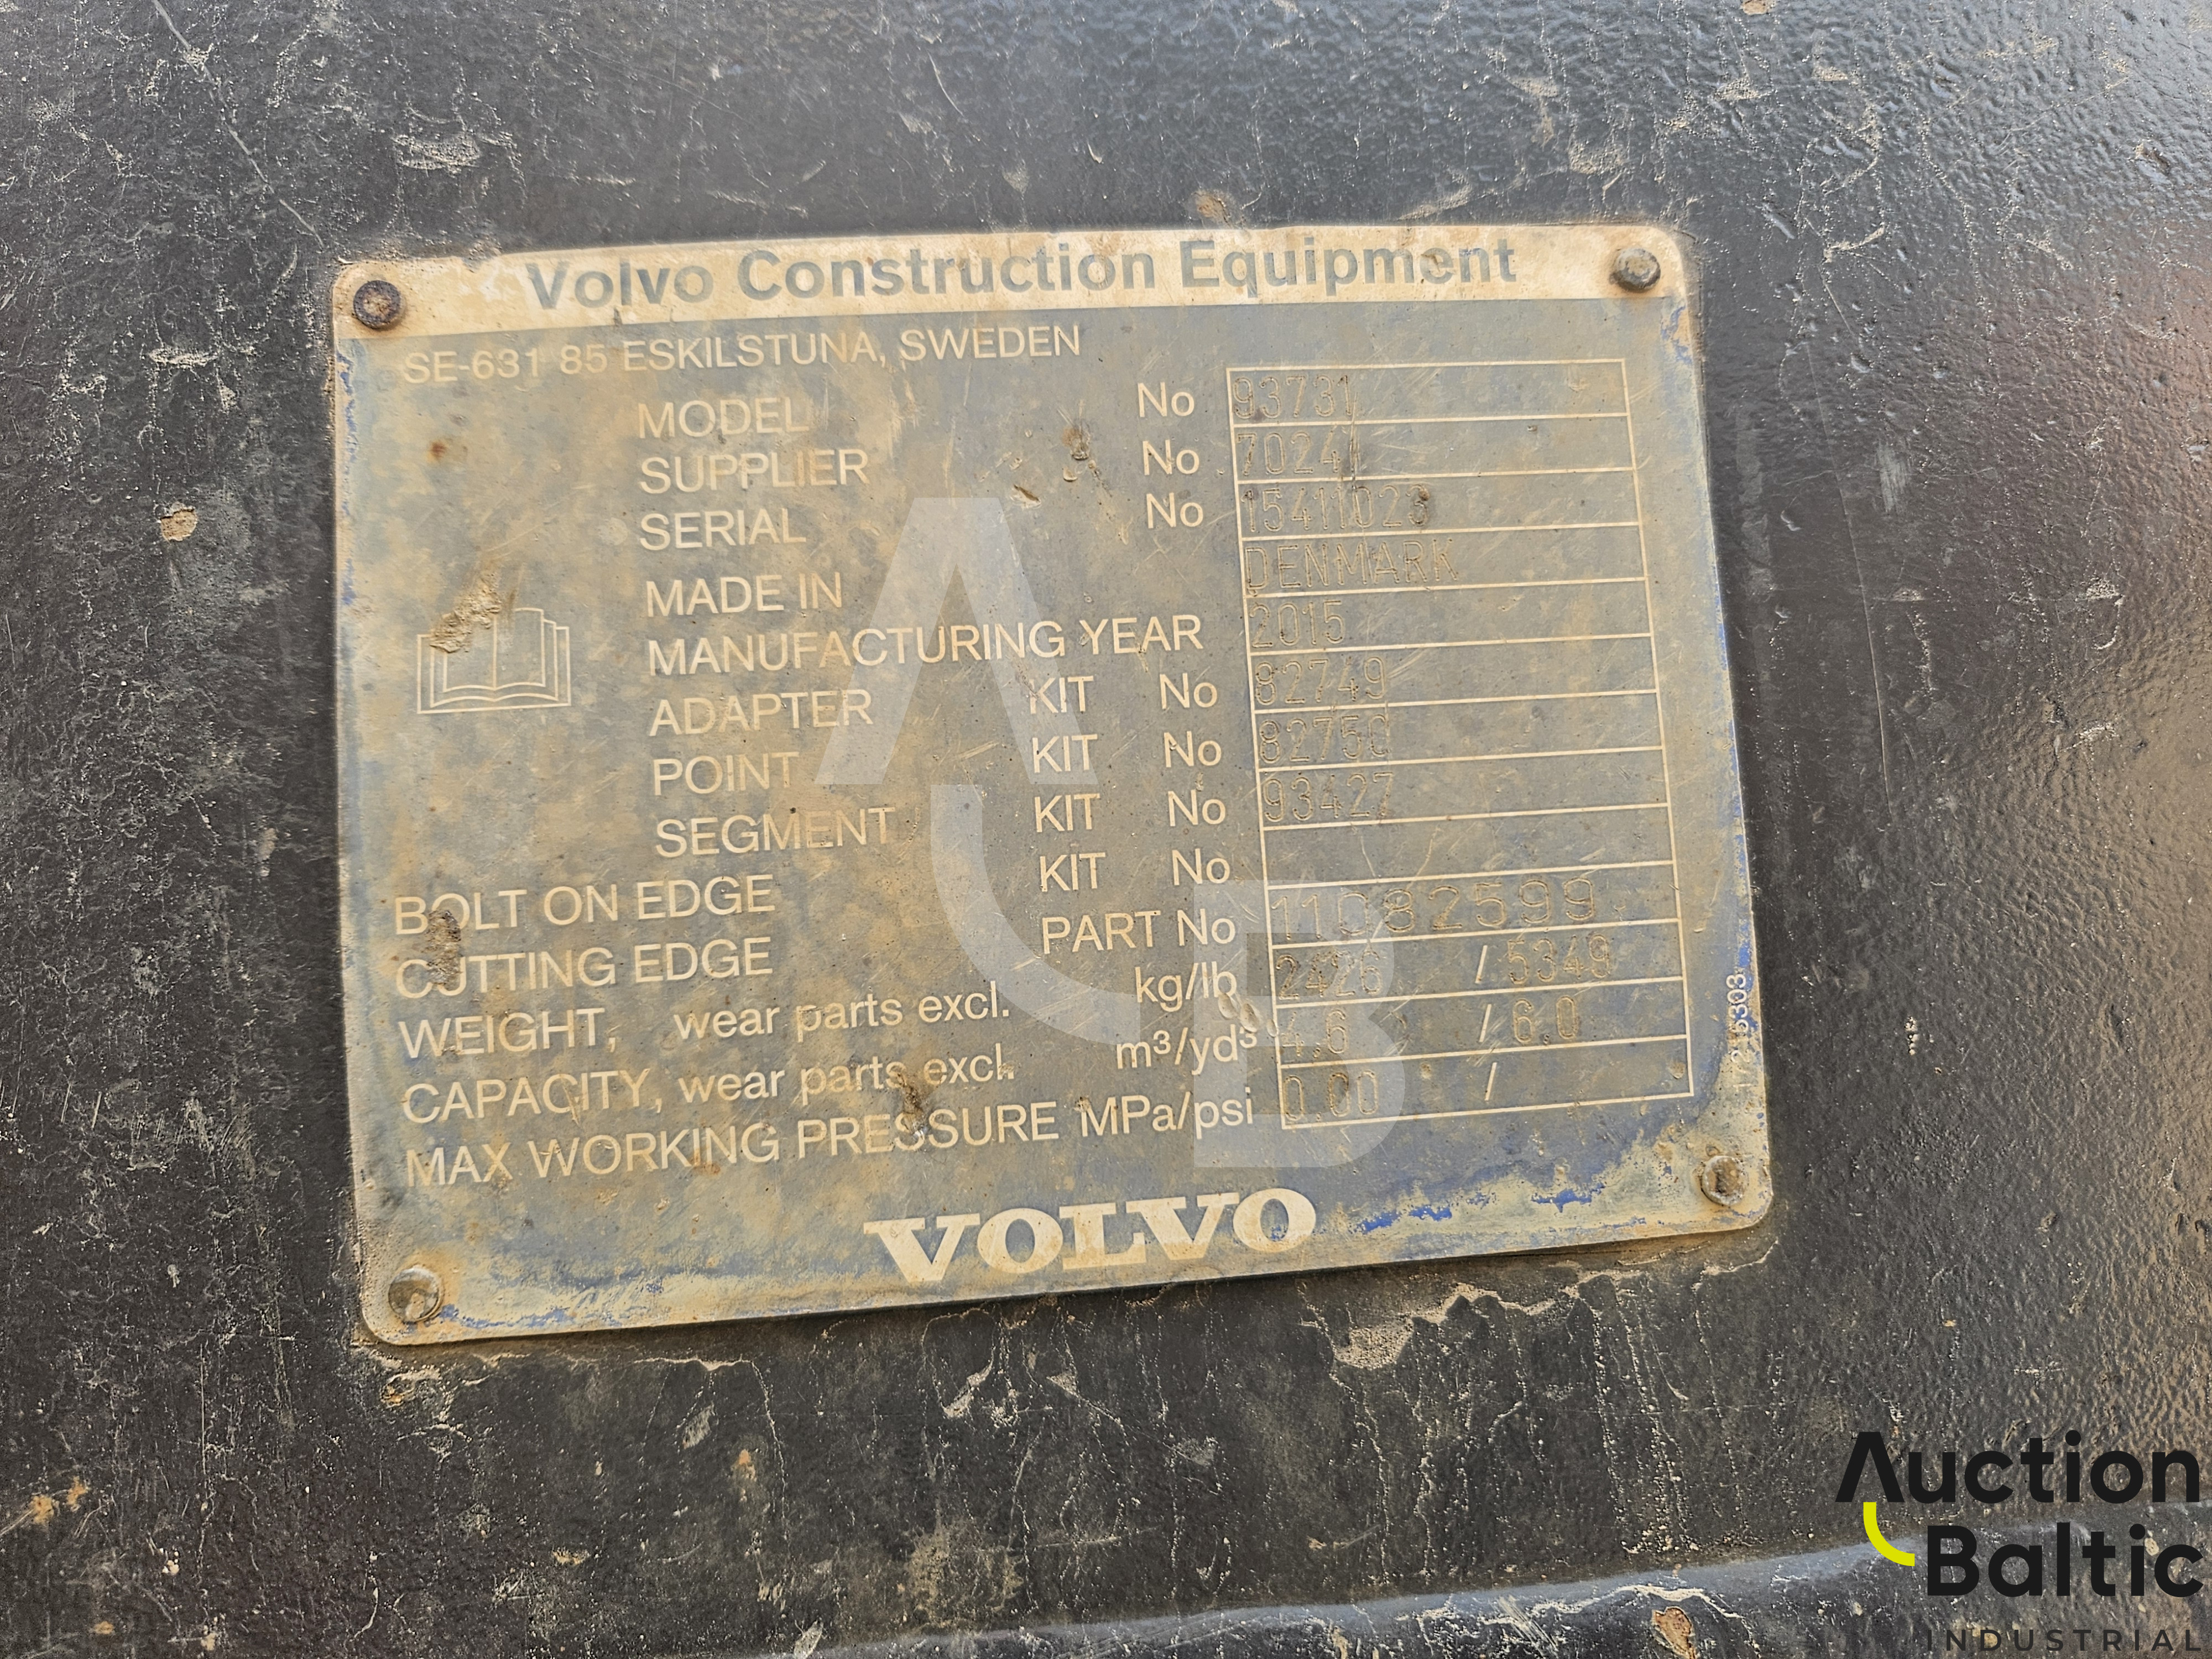 Volvo Construction Equipment
SE-631 85 ESKILSTUNA, SWEDEN
MODEL No 93731
SUPPLIER No 70241
SERIAL No 15411023
MADE IN DENMARK
MANUFACTURING YEAR 2015
ADAPTER KIT No 82749
POINT KIT No 82750
SEGMENT KIT No 93427
BOLT ON EDGE KIT No
CUTTING EDGE PART No 11082599
WEIGHT, wear parts excl. kg/lb 2426 / 5349
CAPACITY, wear parts excl. m³/yd³ 4.6 / 6.0
MAX WORKING PRESSURE MPa/psi 0.00 /
VOLVO
Auction
Baltic
INDUSTRIAL